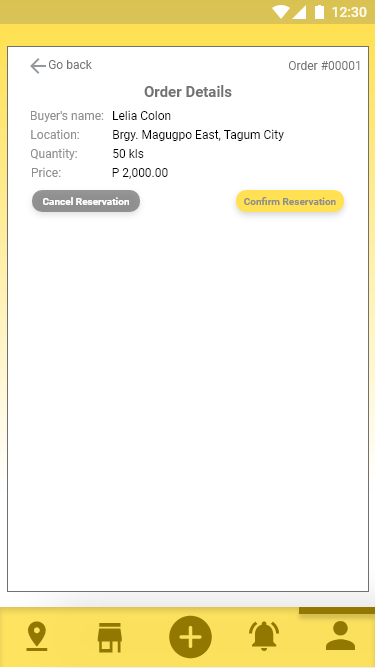 12:30
Go back Order #00001
Order Details
Buyer's name: Lelia Colon
Location: Brgy. Magugpo East, Tagum City
Quantity: 50 kls
Price: P 2,000.00
Cancel Reservation Confirm Reservation